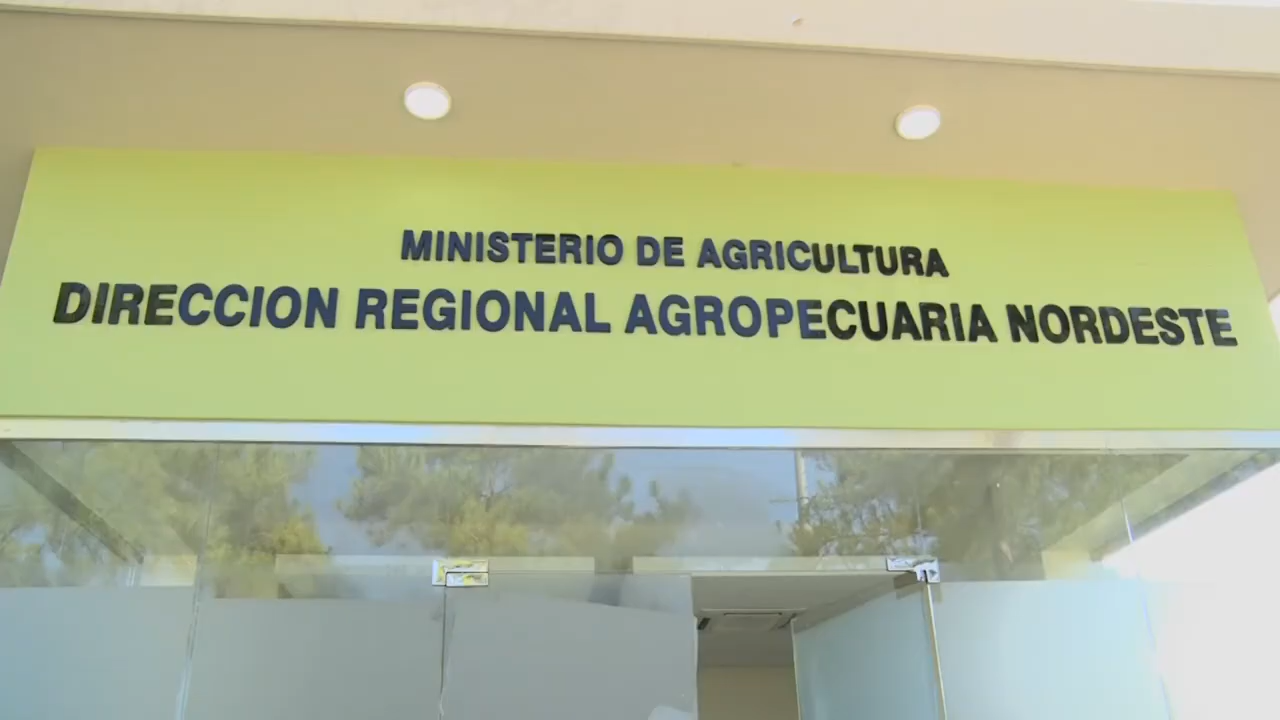 MINISTERIO DE AGRICULTURA
DIRECCION REGIONAL AGROPECUARIA NORDESTE